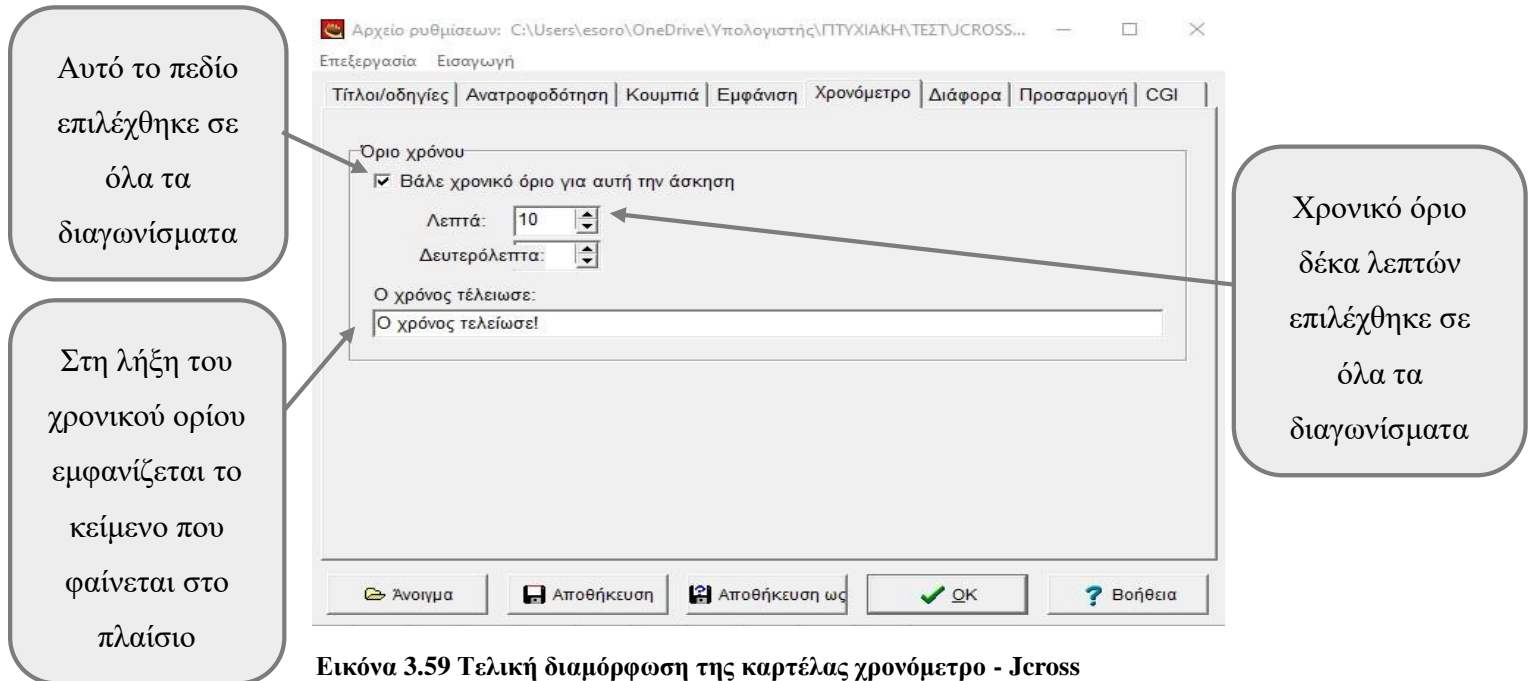 Αυτό το πεδίο
επιλέχθηκε σε
όλα τα
διαγωνίσματα
Στη λήξη του
χρονικού ορίου
εμφανίζεται το
κείμενο που
φαίνεται στο
πλαίσιο
Αρχείο ρυθμίσεων: C:\Users\esoro\OneDrive\Υπολογιστής\ΠΤΥΧΙΑΚΗ\ΤΕΣΤ\JCROSS...
Επεξεργασία Εισαγωγή
Τίτλοι/οδηγίες Ανατροφοδότηση Κουμπιά Εμφάνιση Χρονόμετρο Διάφορα Προσαρμογή CGI
Όριο χρόνου
Βάλε χρονικό όριο για αυτή την άσκηση
Λεπτά: 10
Δευτερόλεπτα:
Ο χρόνος τέλειωσε:
Ο χρόνος τελείωσε!
Άνοιγμα Αποθήκευση Αποθήκευση ως OK Βοήθεια
Χρονικό όριο
δέκα λεπτών
επιλέχθηκε σε
όλα τα
διαγωνίσματα
Εικόνα 3.59 Τελική διαμόρφωση της καρτέλας χρονόμετρο - Jcross